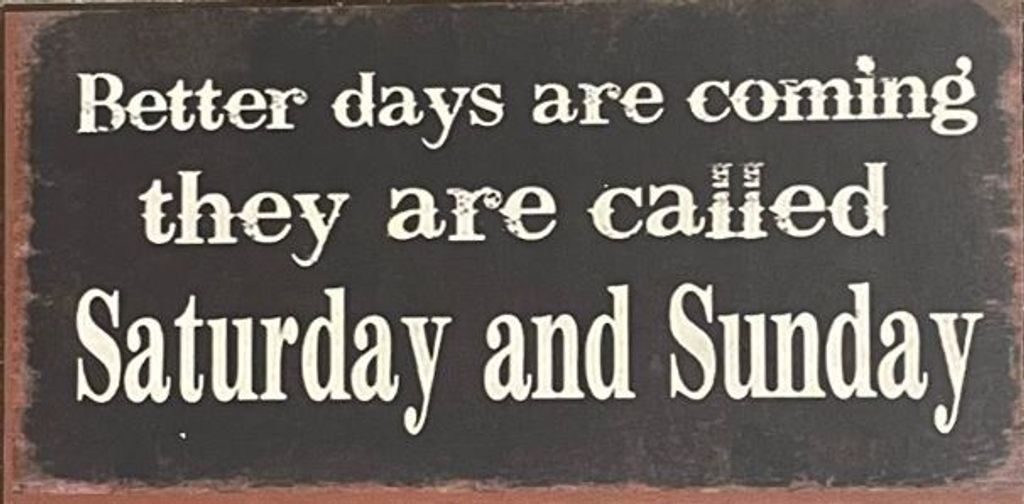 Better days are coming
they are called
Saturday and Sunday